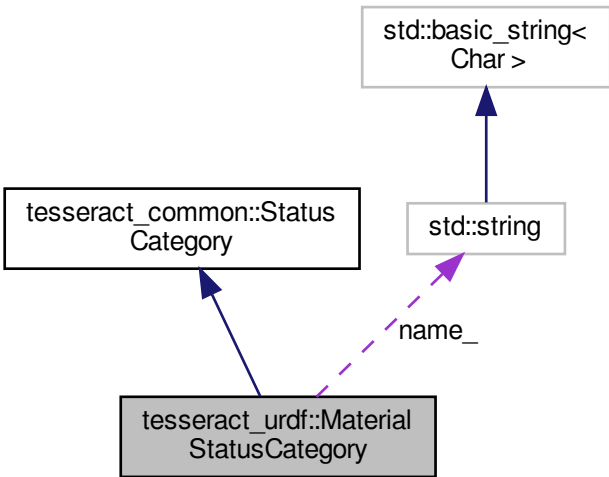 std::basic_string<
Char >
tesseract_common::Status
Category
std::string
name_
tesseract_urdf::Material
StatusCategory